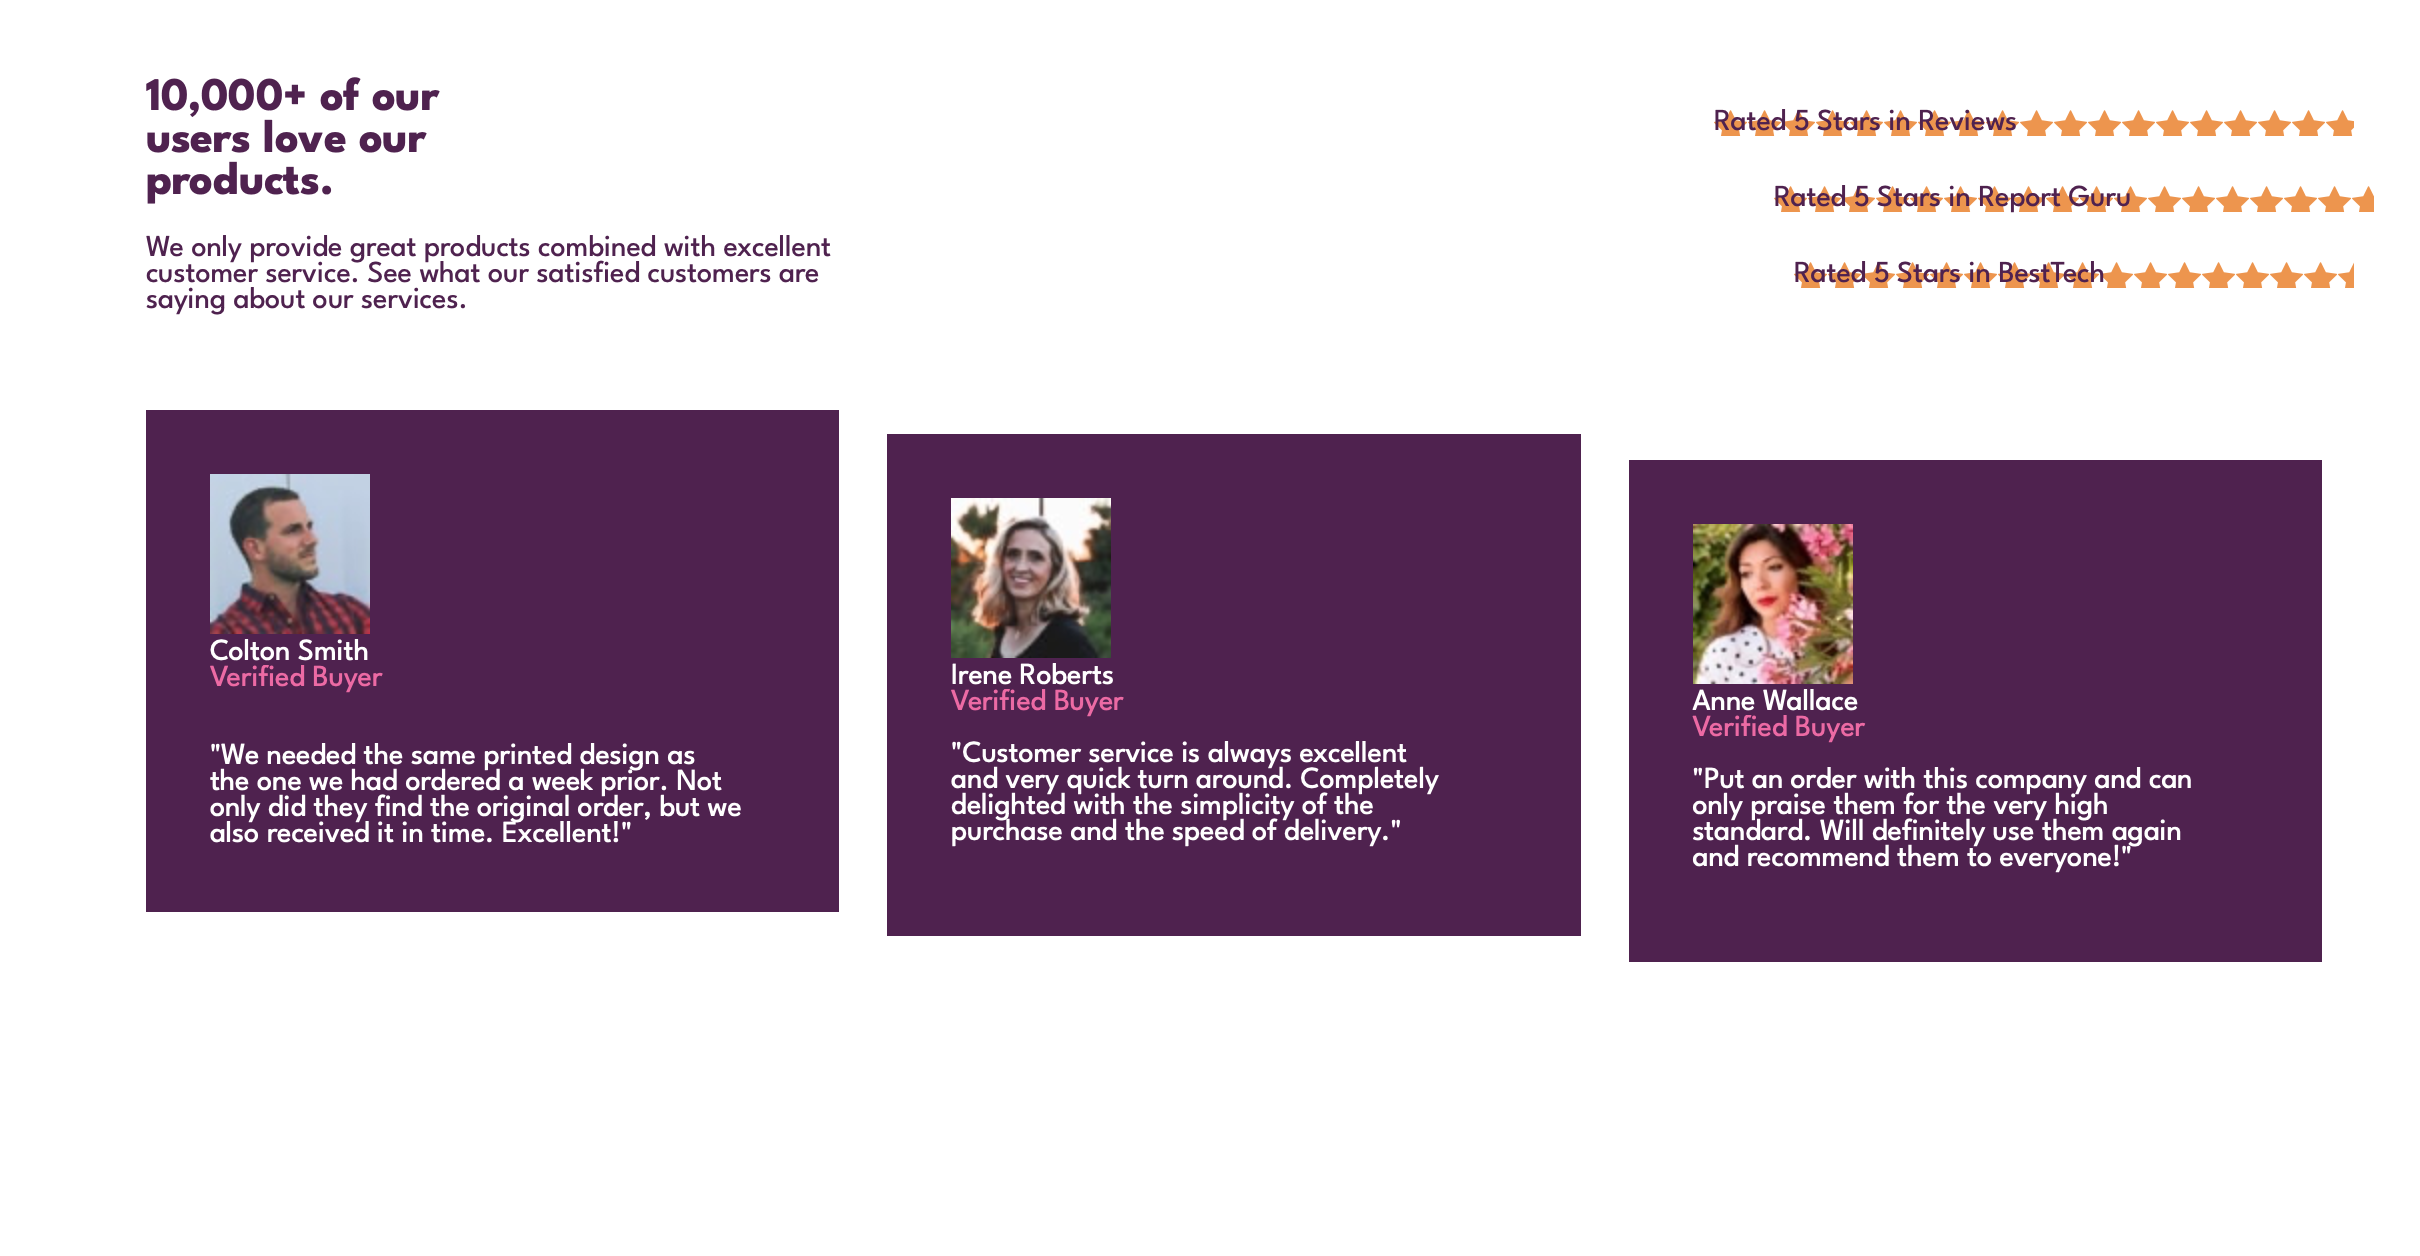 10,000+ of our
users love our
products.
We only provide great products combined with excellent
customer service. See what our satisfied customers are
saying about our services.
Rated 5 Stars in Reviews
Rated 5 Stars in Report Guru
Rated 5 Stars in BestTech
Colton Smith
Verified Buyer
"We needed the same printed design as
the one we had ordered a week prior. Not
only did they find the original order, but we
also received it in time. Excellent!"
Irene Roberts
Verified Buyer
"Customer service is always excellent
and very quick turn around. Completely
delighted with the simplicity of the
purchase and the speed of delivery."
Anne Wallace
Verified Buyer
"Put an order with this company and can
only praise them for the very high
standard. Will definitely use them again
and recommend them to everyone!"